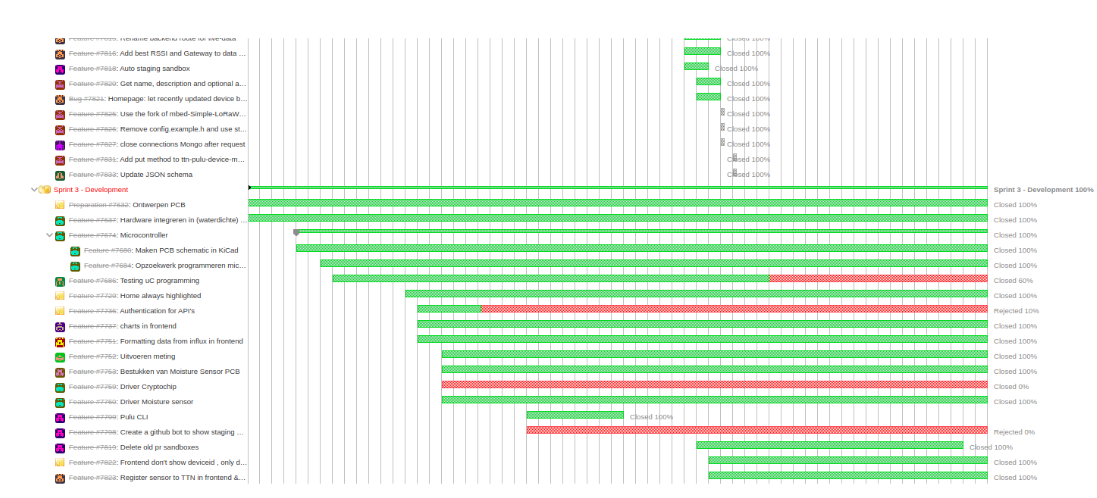 Rename backend route for live-data Closed 100%
Feature #7816: Add best RSSI and Gateway to data ... Closed 100%
Feature #7818: Auto staging sandbox Closed 100%
Feature #7820: Get name, description and optional a... Closed 100%
Bug #7821: Homepage: let recently updated device b... Closed 100%
Feature #7825: Use the fork of mbed-Simple-LoRaW... Closed 100%
Feature #7826: Remove config.example.h and use st... Closed 100%
Feature #7827: close connections Mongo after request Closed 100%
Feature #7831: Add put method to ttn-pulu-device-m... Closed 100%
Feature #7833: Update JSON schema Closed 100%
Sprint 3 - Development Sprint 3 - Development 100%
Preparation #7632: Ontwerpen PCB Closed 100%
Feature #7637: Hardware integreren in (waterdichte) ... Closed 100%
Feature #7674: Microcontroller Closed 100%
Feature #7680: Maken PCB schematic in KiCad Closed 100%
Feature #7684: Opzoekwerk programmeren mic... Closed 100%
Feature #7686: Testing uC programming Closed 60%
Feature #7729: Home always highlighted Closed 100%
Feature #7736: Authentication for API's Rejected 10%
Feature #7737: charts in frontend Closed 100%
Feature #7751: Formatting data from influx in frontend Closed 100%
Feature #7752: Uitvoeren meting Closed 100%
Feature #7753: Bestukken van Moisture Sensor PCB Closed 100%
Feature #7759: Driver Cryptochip Closed 0%
Feature #7760: Driver Moisture sensor Closed 100%
Feature #7799: Pulu CLI Closed 100%
Feature #7798: Create a github bot to show staging ... Rejected 0%
Feature #7819: Delete old pr sandboxes Closed 100%
Feature #7822: Frontend don't show deviceid , only d... Closed 100%
Feature #7823: Register sensor to TTN in frontend &... Closed 100%